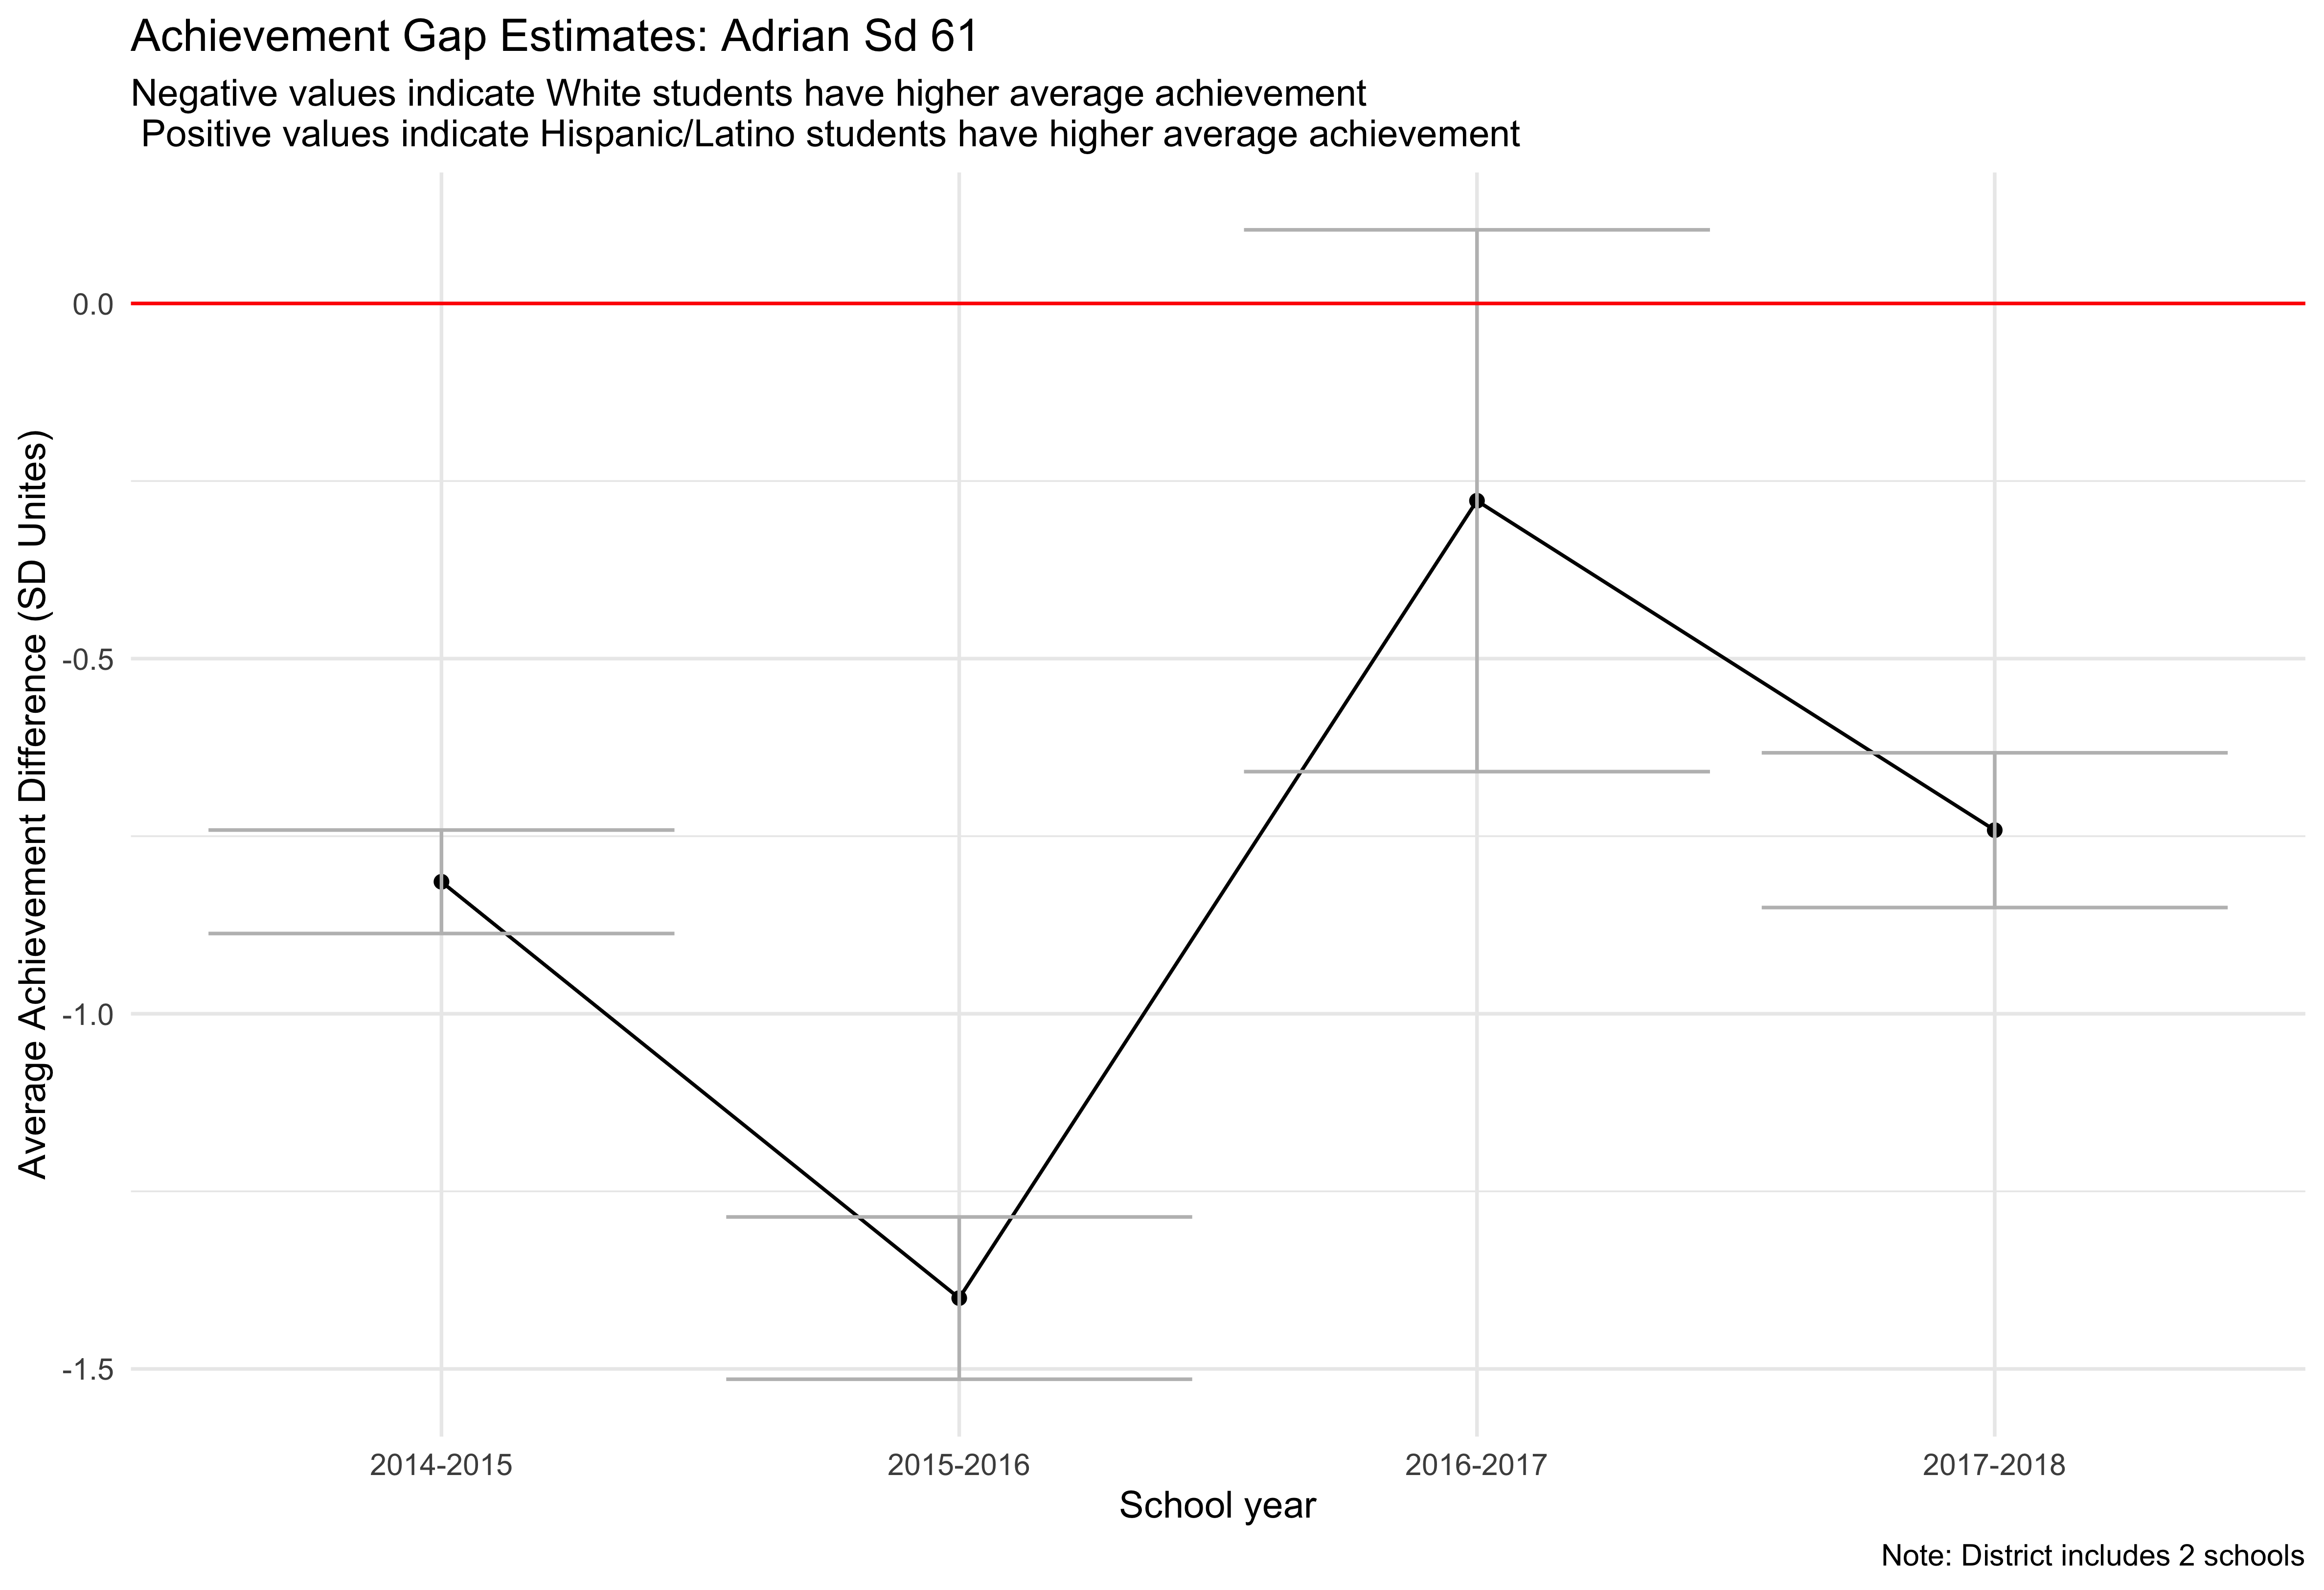 Achievement Gap Estimates: Adrian Sd 61
Negative values indicate White students have higher average achievement
Positive values indicate Hispanic/Latino students have higher average achievement
Average Achievement Difference (SD Unites)
0.0
-0.5
-1.0
-1.5
2014-2015
2015-2016
2016-2017
2017-2018
School year
Note: District includes 2 schools